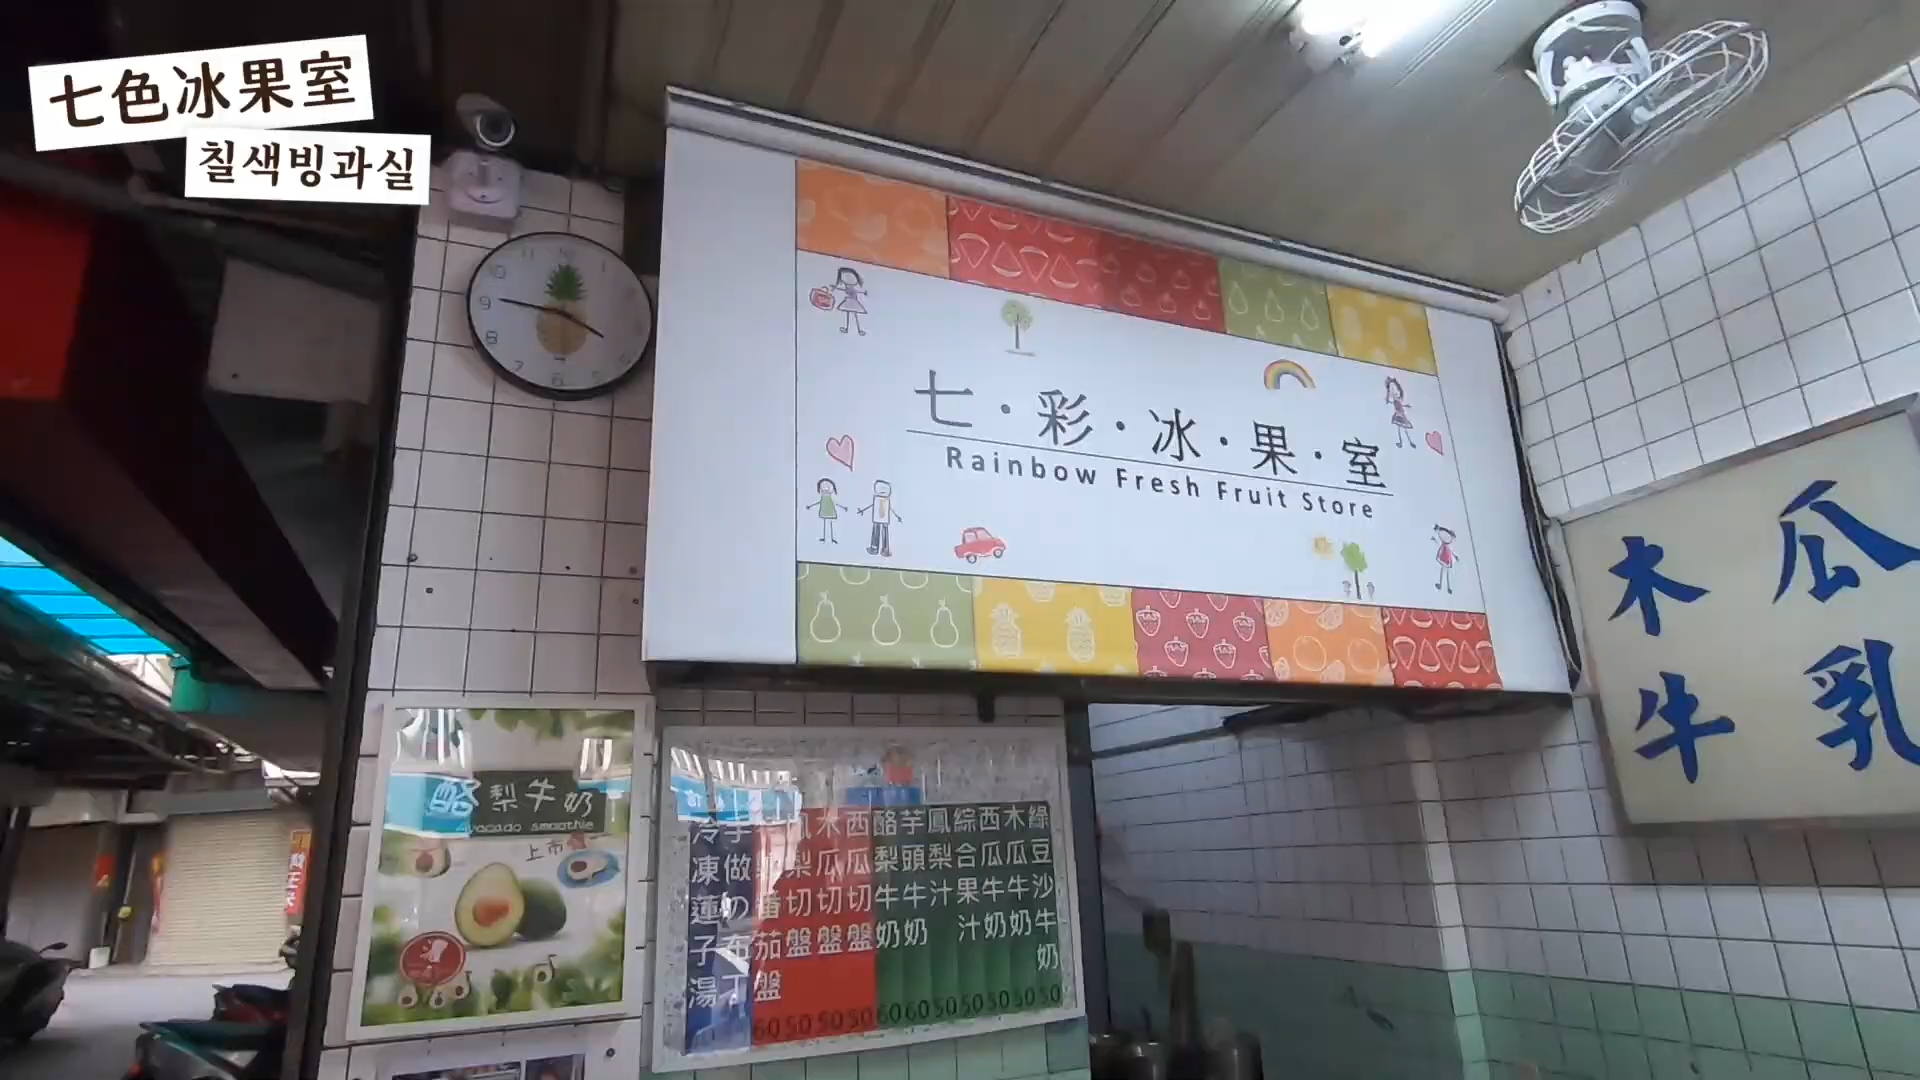 七色冰果室
칠색빙과실
七·彩·冰·果·室
Rainbow Fresh Fruit Store
木瓜
牛乳
酪梨牛奶
Avocado smoothie
上市
綠豆沙牛奶 50
木瓜牛奶 50
西瓜牛奶 50
綜合果汁 50
鳳梨汁 50
芋頭牛奶 60
酪梨牛奶 60
西瓜切盤 50
木瓜切盤 50
梨切盤 50
番茄盤 60
手做の布丁
冷凍蓮子湯